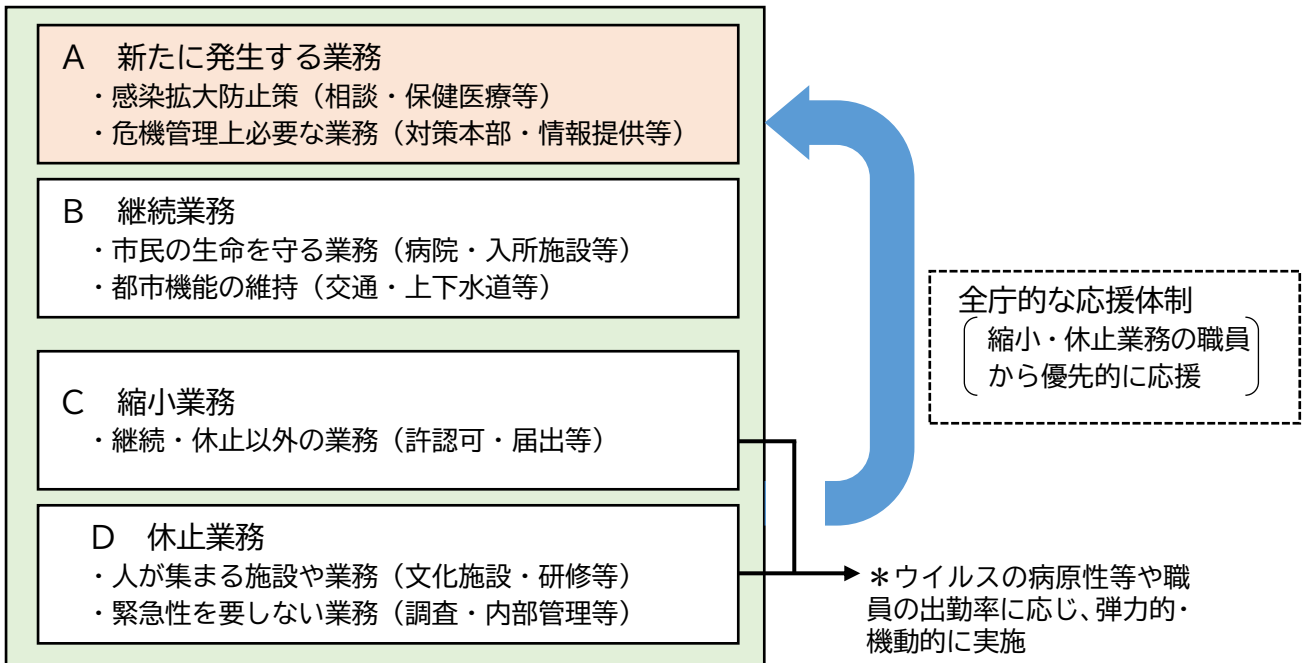 A　新たに発生する業務
・感染拡大防止策（相談・保健医療等）
・危機管理上必要な業務（対策本部・情報提供等）
B　継続業務
・市民の生命を守る業務（病院・入所施設等）
・都市機能の維持（交通・上下水道等）
全庁的な応援体制
縮小・休止業務の職員
から優先的に応援
C　縮小業務
・継続・休止以外の業務（許認可・届出等）
D　休止業務
・人が集まる施設や業務（文化施設・研修等）
・緊急性を要しない業務（調査・内部管理等）
＊ウイルスの病原性等や職
員の出勤率に応じ、弾力的・
機動的に実施